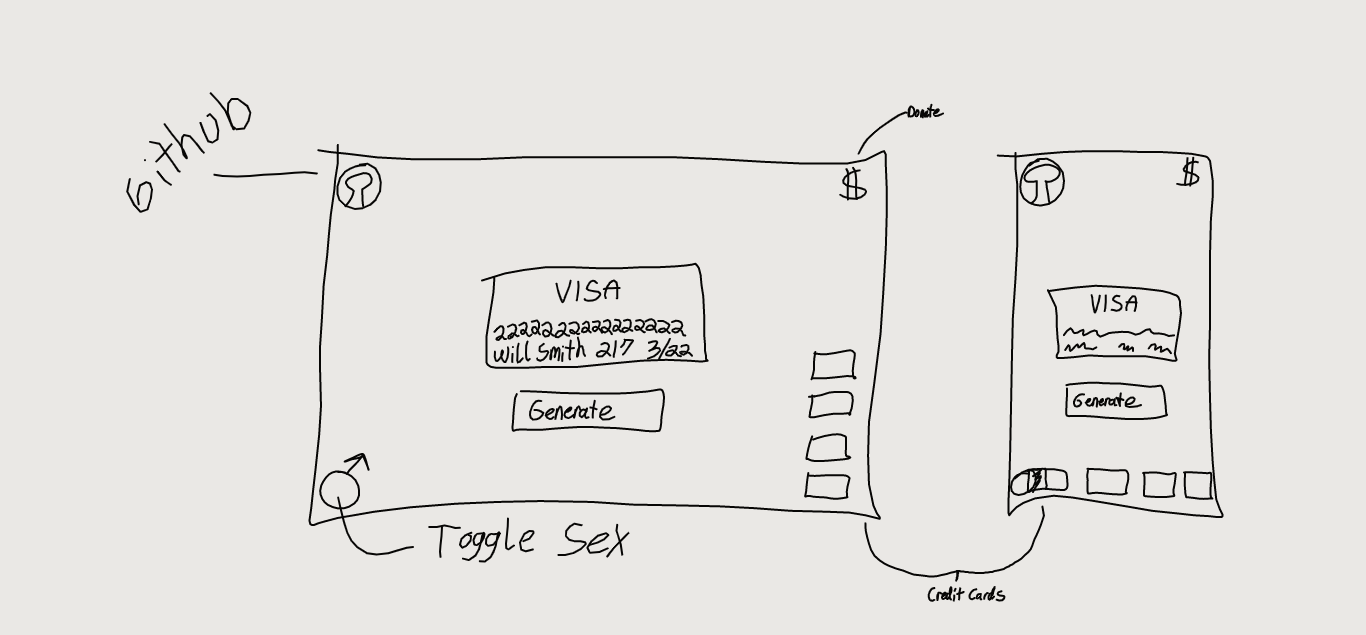 Github
Donate
$
VISA
2222222222222222
Will Smith 217 3/22
Generate
Toggle Sex
$
VISA
Generate
Credit Cards